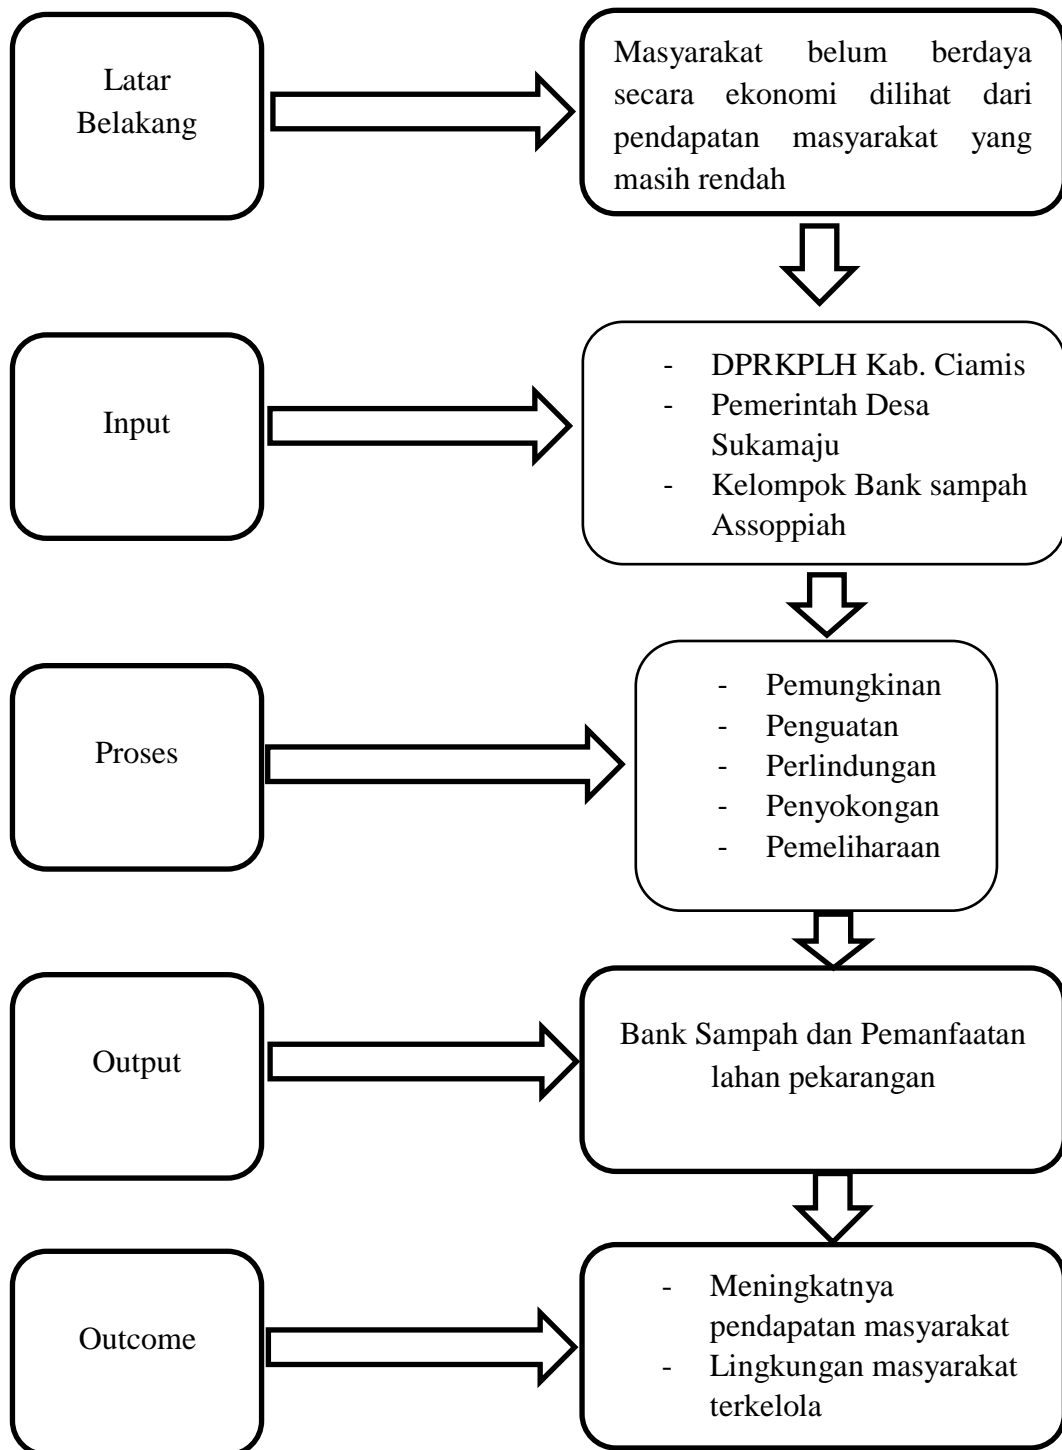 Latar
Belakang
Masyarakat belum berdaya
secara ekonomi dilihat dari
pendapatan masyarakat yang
masih rendah
Input
- DPRKPLH Kab. Ciamis
- Pemerintah Desa
Sukamaju
- Kelompok Bank sampah
Assoppiah
Proses
- Pemungkinan
- Penguatan
- Perlindungan
- Penyokongan
- Pemeliharaan
Output
Bank Sampah dan Pemanfaatan
lahan pekarangan
Outcome
- Meningkatnya
pendapatan masyarakat
- Lingkungan masyarakat
terkelola